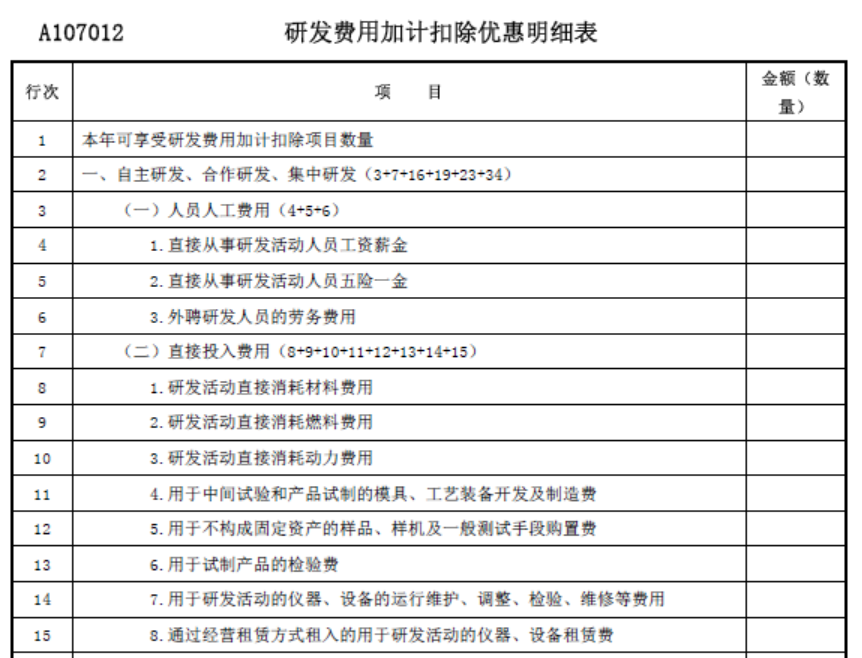 A107012 研发费用加计扣除优惠明细表
行次 项 目 金额（数量）
1 本年可享受研发费用加计扣除项目数量
2 一、自主研发、合作研发、集中研发（3+7+16+19+23+34）
3 （一）人员人工费用（4+5+6）
4 1.直接从事研发活动人员工资薪金
5 2.直接从事研发活动人员五险一金
6 3.外聘研发人员的劳务费用
7 （二）直接投入费用（8+9+10+11+12+13+14+15）
8 1.研发活动直接消耗材料费用
9 2.研发活动直接消耗燃料费用
10 3.研发活动直接消耗动力费用
11 4.用于中间试验和产品试制的模具、工艺装备开发及制造费
12 5.用于不构成固定资产的样品、样机及一般测试手段购置费
13 6.用于试制产品的检验费
14 7.用于研发活动的仪器、设备的运行维护、调整、检验、维修等费用
15 8.通过经营租赁方式租入的用于研发活动的仪器、设备租赁费